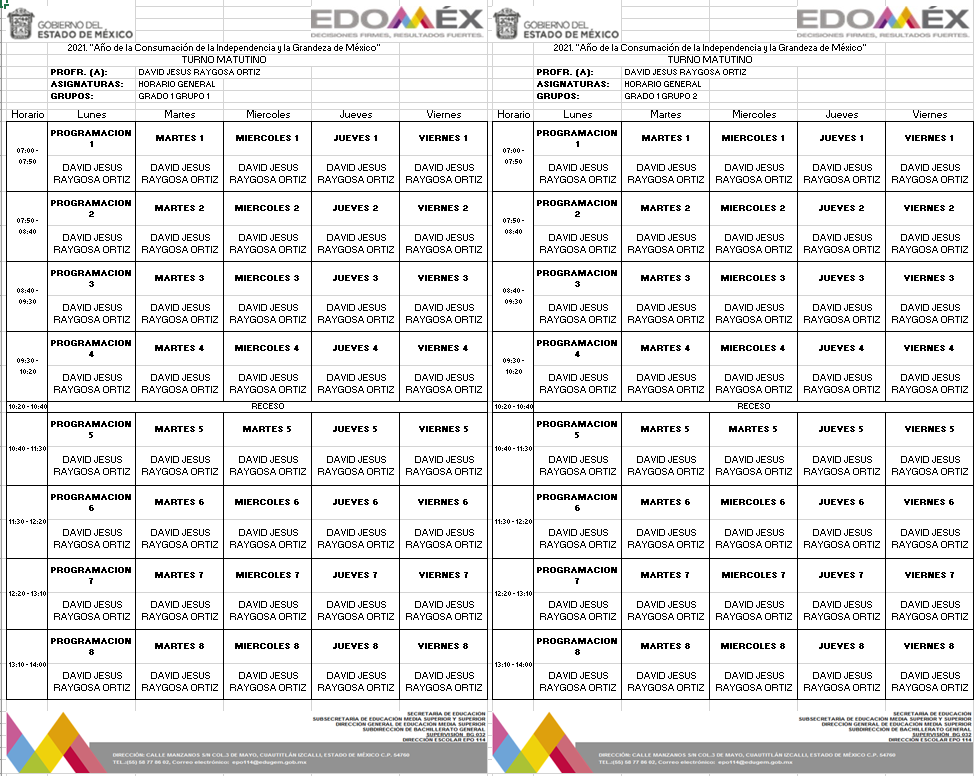 GOBIERNO DEL
ESTADO DE MÉXICO
EDOMÉX
DECISIONES FIRMES, RESULTADOS FUERTES.
2021. "Año de la Consumación de la Independencia y la Grandeza de México"
TURNO MATUTINO
PROFR. (A): DAVID JESUS RAYGOSA ORTIZ
ASIGNATURAS: HORARIO GENERAL
GRUPOS: GRADO 1 GRUPO 1
Horario Lunes Martes Miercoles Jueves Viernes
07:00 - 07:50 PROGRAMACION 1 MARTES 1 MIERCOLES 1 JUEVES 1 VIERNES 1
DAVID JESUS RAYGOSA ORTIZ DAVID JESUS RAYGOSA ORTIZ DAVID JESUS RAYGOSA ORTIZ DAVID JESUS RAYGOSA ORTIZ DAVID JESUS RAYGOSA ORTIZ
07:50 - 08:40 PROGRAMACION 2 MARTES 2 MIERCOLES 2 JUEVES 2 VIERNES 2
DAVID JESUS RAYGOSA ORTIZ DAVID JESUS RAYGOSA ORTIZ DAVID JESUS RAYGOSA ORTIZ DAVID JESUS RAYGOSA ORTIZ DAVID JESUS RAYGOSA ORTIZ
08:40 - 09:30 PROGRAMACION 3 MARTES 3 MIERCOLES 3 JUEVES 3 VIERNES 3
DAVID JESUS RAYGOSA ORTIZ DAVID JESUS RAYGOSA ORTIZ DAVID JESUS RAYGOSA ORTIZ DAVID JESUS RAYGOSA ORTIZ DAVID JESUS RAYGOSA ORTIZ
09:30 - 10:20 PROGRAMACION 4 MARTES 4 MIERCOLES 4 JUEVES 4 VIERNES 4
DAVID JESUS RAYGOSA ORTIZ DAVID JESUS RAYGOSA ORTIZ DAVID JESUS RAYGOSA ORTIZ DAVID JESUS RAYGOSA ORTIZ DAVID JESUS RAYGOSA ORTIZ
10:20 - 10:40 RECESO
10:40 - 11:30 PROGRAMACION 5 MARTES 5 MARTES 5 JUEVES 5 VIERNES 5
DAVID JESUS RAYGOSA ORTIZ DAVID JESUS RAYGOSA ORTIZ DAVID JESUS RAYGOSA ORTIZ DAVID JESUS RAYGOSA ORTIZ DAVID JESUS RAYGOSA ORTIZ
11:30 - 12:20 PROGRAMACION 6 MARTES 6 MIERCOLES 6 JUEVES 6 VIERNES 6
DAVID JESUS RAYGOSA ORTIZ DAVID JESUS RAYGOSA ORTIZ DAVID JESUS RAYGOSA ORTIZ DAVID JESUS RAYGOSA ORTIZ DAVID JESUS RAYGOSA ORTIZ
12:20 - 13:10 PROGRAMACION 7 MARTES 7 MIERCOLES 7 JUEVES 7 VIERNES 7
DAVID JESUS RAYGOSA ORTIZ DAVID JESUS RAYGOSA ORTIZ DAVID JESUS RAYGOSA ORTIZ DAVID JESUS RAYGOSA ORTIZ DAVID JESUS RAYGOSA ORTIZ
13:10 - 14:00 PROGRAMACION 8 MARTES 8 MIERCOLES 8 JUEVES 8 VIERNES 8
DAVID JESUS RAYGOSA ORTIZ DAVID JESUS RAYGOSA ORTIZ DAVID JESUS RAYGOSA ORTIZ DAVID JESUS RAYGOSA ORTIZ DAVID JESUS RAYGOSA ORTIZ
SECRETARIA DE EDUCACIÓN
SUBSECRETARIA DE EDUCACIÓN MEDIA SUPERIOR Y SUPERIOR
DIRECCIÓN GENERAL DE EDUCACIÓN MEDIA SUPERIOR
SUBDIRECCIÓN DE BACHILLERATO GENERAL
SUPERVISIÓN BG 032
DIRECCIÓN ESCOLAR EPO 114
DIRECCIÓN: CALLE MANZANOS S/N COL.3 DE MAYO, CUAUTITLÁN IZCALLI, ESTADO DE MÉXICO C.P. 54760
TEL.:(55) 58 77 88 92, Correo electrónico: epo114@edugem.gob.mx
GOBIERNO DEL
ESTADO DE MÉXICO
EDOMÉX
DECISIONES FIRMES, RESULTADOS FUERTES.
2021. "Año de la Consumación de la Independencia y la Grandeza de México"
TURNO MATUTINO
PROFR. (A): DAVID JESUS RAYGOSA ORTIZ
ASIGNATURAS: HORARIO GENERAL
GRUPOS: GRADO 1 GRUPO 2
Horario Lunes Martes Miercoles Jueves Viernes
07:00 - 07:50 PROGRAMACION 1 MARTES 1 MIERCOLES 1 JUEVES 1 VIERNES 1
DAVID JESUS RAYGOSA ORTIZ DAVID JESUS RAYGOSA ORTIZ DAVID JESUS RAYGOSA ORTIZ DAVID JESUS RAYGOSA ORTIZ DAVID JESUS RAYGOSA ORTIZ
07:50 - 08:40 PROGRAMACION 2 MARTES 2 MIERCOLES 2 JUEVES 2 VIERNES 2
DAVID JESUS RAYGOSA ORTIZ DAVID JESUS RAYGOSA ORTIZ DAVID JESUS RAYGOSA ORTIZ DAVID JESUS RAYGOSA ORTIZ DAVID JESUS RAYGOSA ORTIZ
08:40 - 09:30 PROGRAMACION 3 MARTES 3 MIERCOLES 3 JUEVES 3 VIERNES 3
DAVID JESUS RAYGOSA ORTIZ DAVID JESUS RAYGOSA ORTIZ DAVID JESUS RAYGOSA ORTIZ DAVID JESUS RAYGOSA ORTIZ DAVID JESUS RAYGOSA ORTIZ
09:30 - 10:20 PROGRAMACION 4 MARTES 4 MIERCOLES 4 JUEVES 4 VIERNES 4
DAVID JESUS RAYGOSA ORTIZ DAVID JESUS RAYGOSA ORTIZ DAVID JESUS RAYGOSA ORTIZ DAVID JESUS RAYGOSA ORTIZ DAVID JESUS RAYGOSA ORTIZ
10:20 - 10:40 RECESO
10:40 - 11:30 PROGRAMACION 5 MARTES 5 MARTES 5 JUEVES 5 VIERNES 5
DAVID JESUS RAYGOSA ORTIZ DAVID JESUS RAYGOSA ORTIZ DAVID JESUS RAYGOSA ORTIZ DAVID JESUS RAYGOSA ORTIZ DAVID JESUS RAYGOSA ORTIZ
11:30 - 12:20 PROGRAMACION 6 MARTES 6 MIERCOLES 6 JUEVES 6 VIERNES 6
DAVID JESUS RAYGOSA ORTIZ DAVID JESUS RAYGOSA ORTIZ DAVID JESUS RAYGOSA ORTIZ DAVID JESUS RAYGOSA ORTIZ DAVID JESUS RAYGOSA ORTIZ
12:20 - 13:10 PROGRAMACION 7 MARTES 7 MIERCOLES 7 JUEVES 7 VIERNES 7
DAVID JESUS RAYGOSA ORTIZ DAVID JESUS RAYGOSA ORTIZ DAVID JESUS RAYGOSA ORTIZ DAVID JESUS RAYGOSA ORTIZ DAVID JESUS RAYGOSA ORTIZ
13:10 - 14:00 PROGRAMACION 8 MARTES 8 MIERCOLES 8 JUEVES 8 VIERNES 8
DAVID JESUS RAYGOSA ORTIZ DAVID JESUS RAYGOSA ORTIZ DAVID JESUS RAYGOSA ORTIZ DAVID JESUS RAYGOSA ORTIZ DAVID JESUS RAYGOSA ORTIZ
SECRETARIA DE EDUCACIÓN
SUBSECRETARIA DE EDUCACIÓN MEDIA SUPERIOR Y SUPERIOR
DIRECCIÓN GENERAL DE EDUCACIÓN MEDIA SUPERIOR
SUBDIRECCIÓN DE BACHILLERATO GENERAL
SUPERVISIÓN BG 032
DIRECCIÓN ESCOLAR EPO 114
DIRECCIÓN: CALLE MANZANOS S/N COL.3 DE MAYO, CUAUTITLÁN IZCALLI, ESTADO DE MÉXICO C.P. 54760
TEL.:(55) 58 77 88 92, Correo electrónico: epo114@edugem.gob.mx